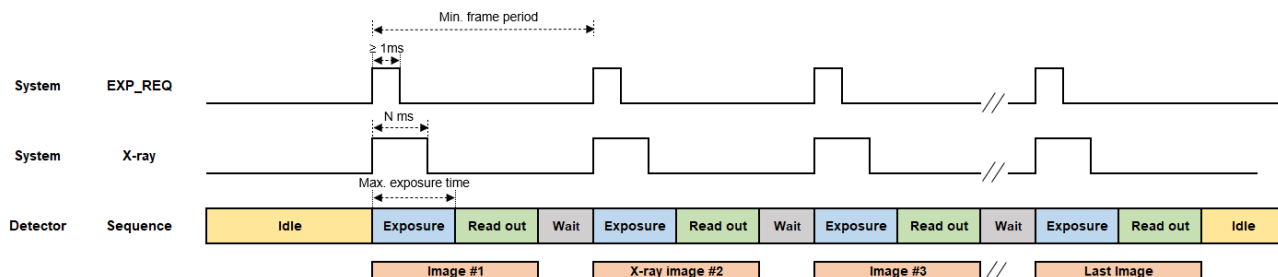 Min. frame period
≥ 1ms
System EXP_REQ
N ms
System X-ray
Max. exposure time
Detector Sequence Idle Exposure Read out Wait Exposure Read out Wait Exposure Read out Wait Exposure Read out Idle
Image #1 X-ray image #2 Image #3 Last Image